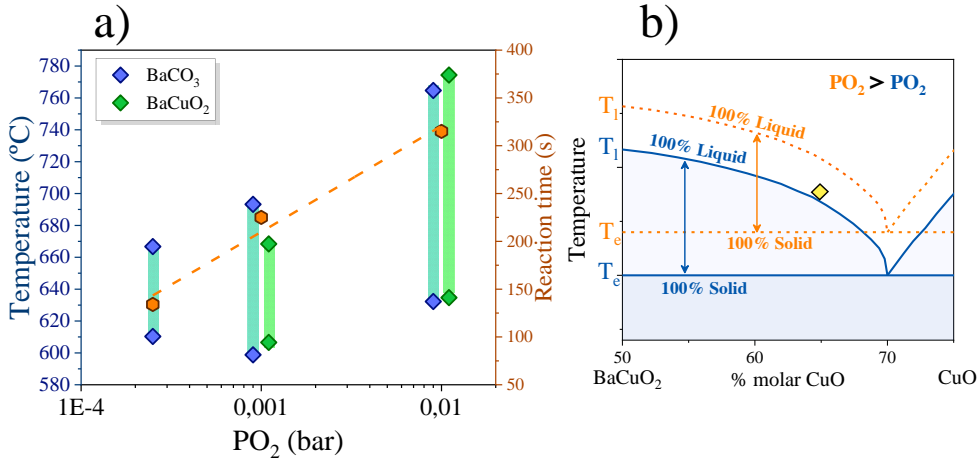 a)
Temperature (°C)
780
760
740
720
700
680
660
640
620
600
580
BaCO3
BaCuO2
400
350
300
250
200
150
100
50
Reaction time (s)
1E-4
0,001
0,01
PO2 (bar)
b)
Temperature
PO2 > PO2
Tl
100% Liquid
Tl
100% Liquid
Te
100% Solid
Te
100% Solid
50
60
70
BaCuO2
% molar CuO
CuO